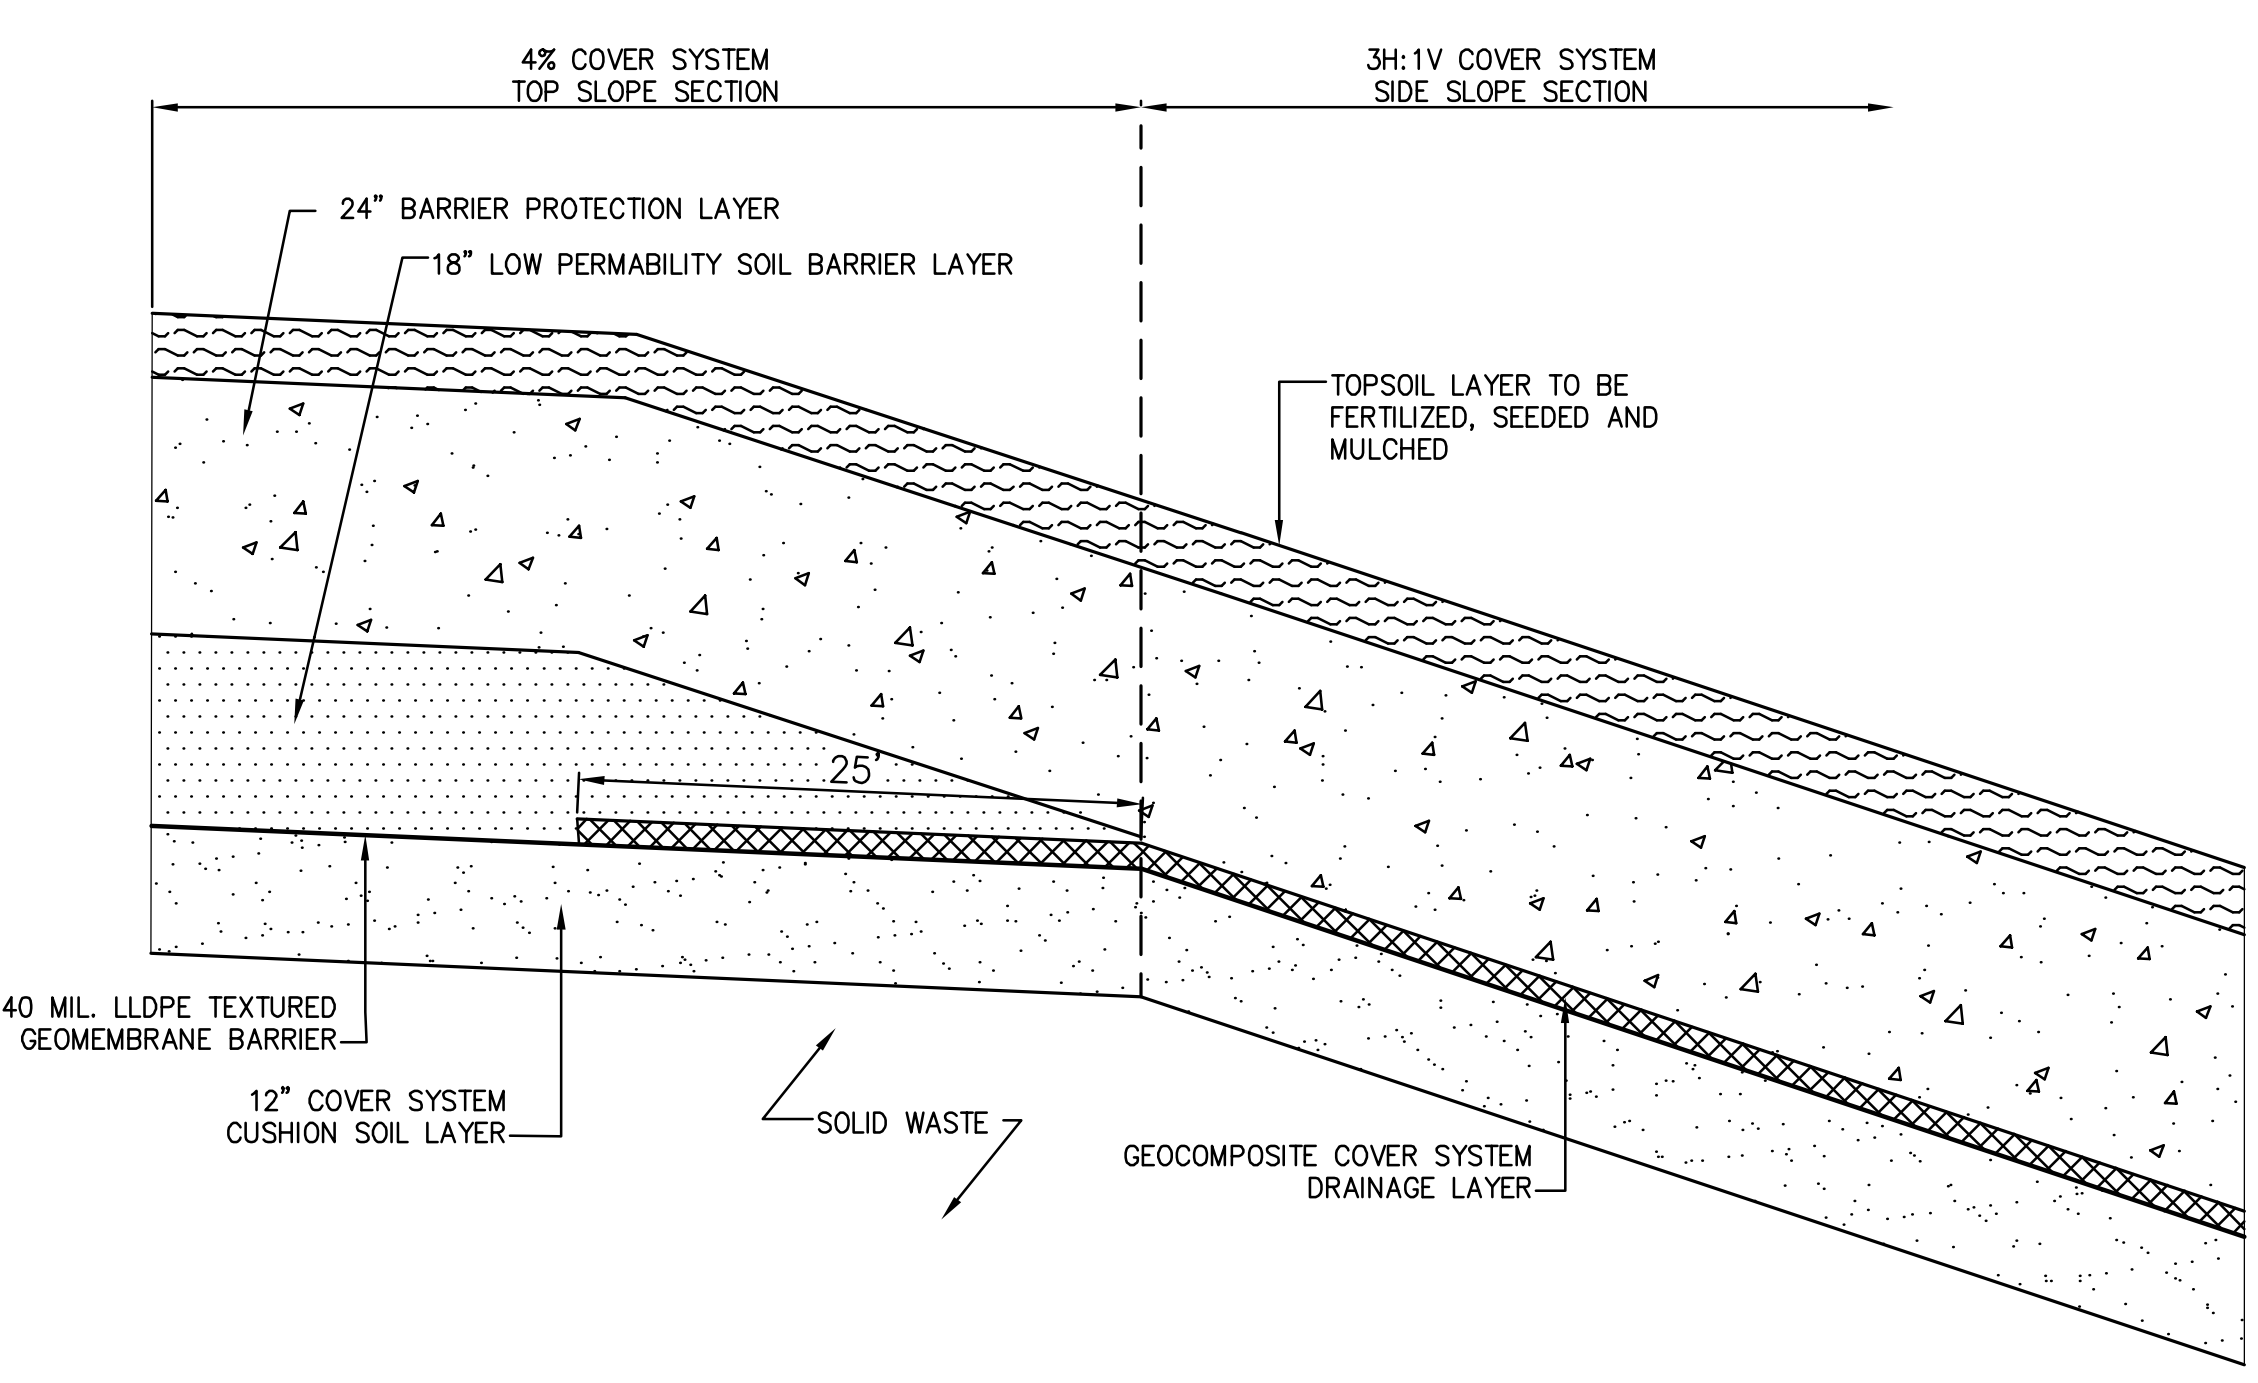 4% COVER SYSTEM
TOP SLOPE SECTION
3H:1V COVER SYSTEM
SIDE SLOPE SECTION
24” BARRIER PROTECTION LAYER
18” LOW PERMABILITY SOIL BARRIER LAYER
TOPSOIL LAYER TO BE
FERTILIZED, SEEDED AND
MULCHED
25'
40 MIL. LLDPE TEXTURED
GEOMEMBRANE BARRIER
12” COVER SYSTEM
CUSHION SOIL LAYER
SOLID WASTE
GEOCOMPOSITE COVER SYSTEM
DRAINAGE LAYER